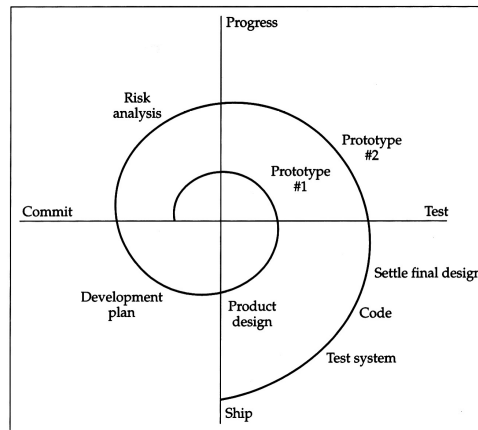 Progress
Risk
analysis
Prototype
#2
Prototype
#1
Commit
Test
Settle final design
Development
plan
Product
design
Code
Test system
Ship